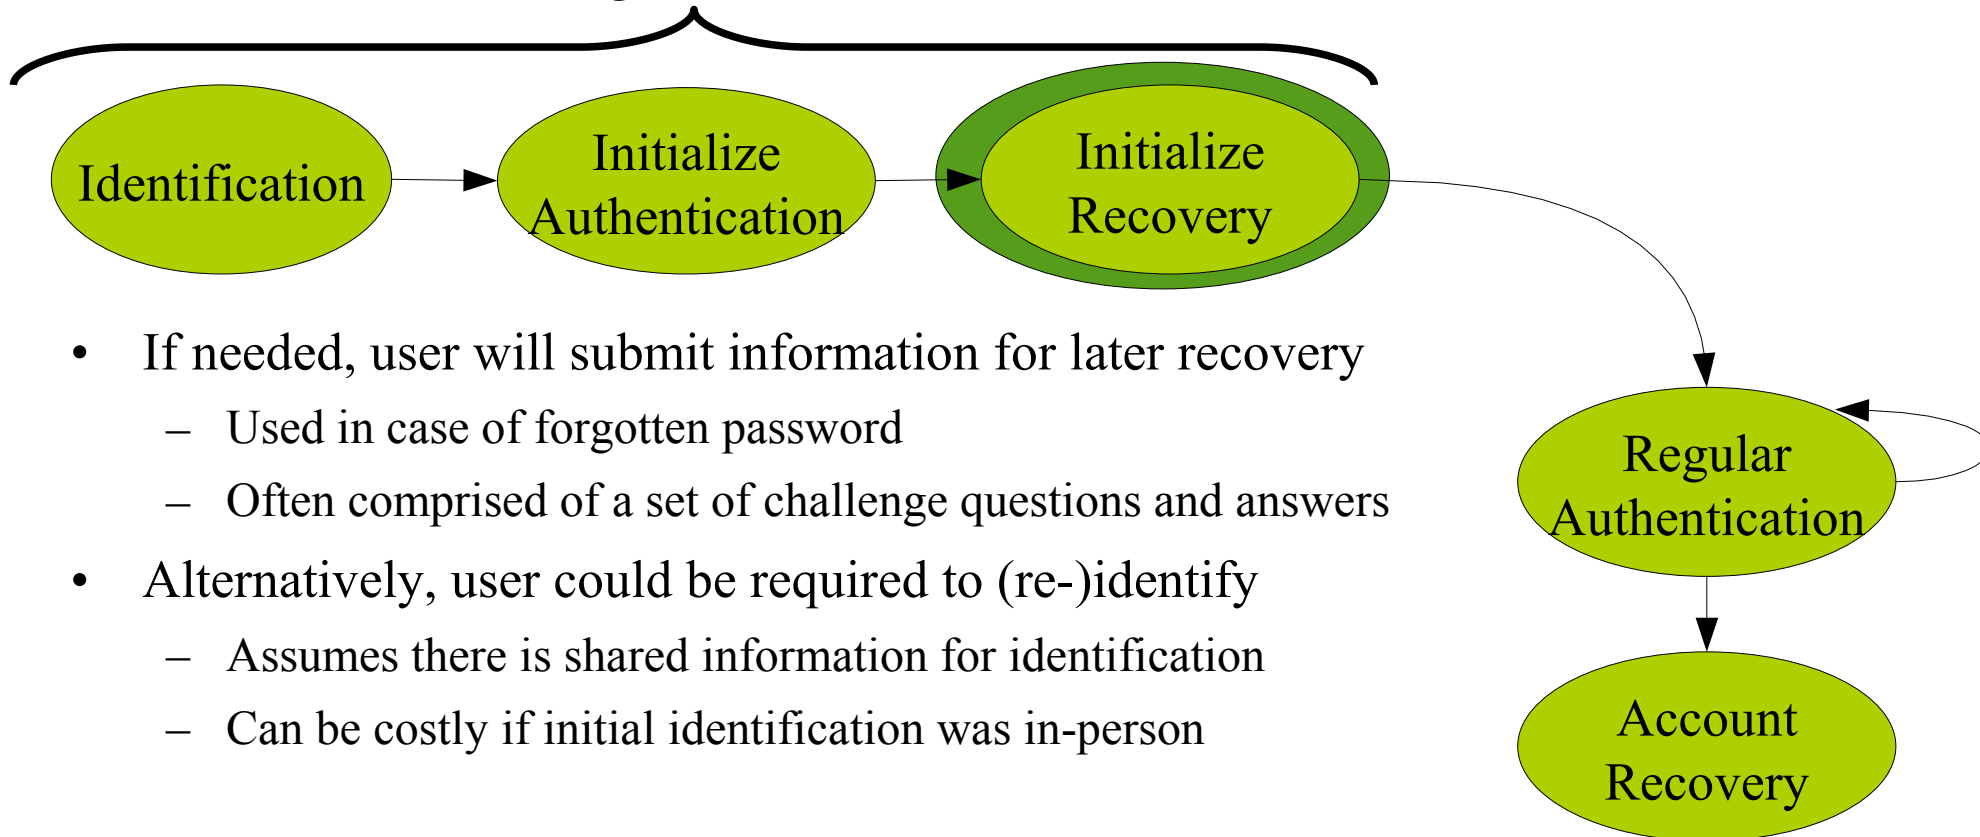 Identification
Initialize
Authentication
Initialize
Recovery
• If needed, user will submit information for later recovery
– Used in case of forgotten password
– Often comprised of a set of challenge questions and answers
• Alternatively, user could be required to (re-)identify
– Assumes there is shared information for identification
– Can be costly if initial identification was in-person
Regular
Authentication
Account
Recovery